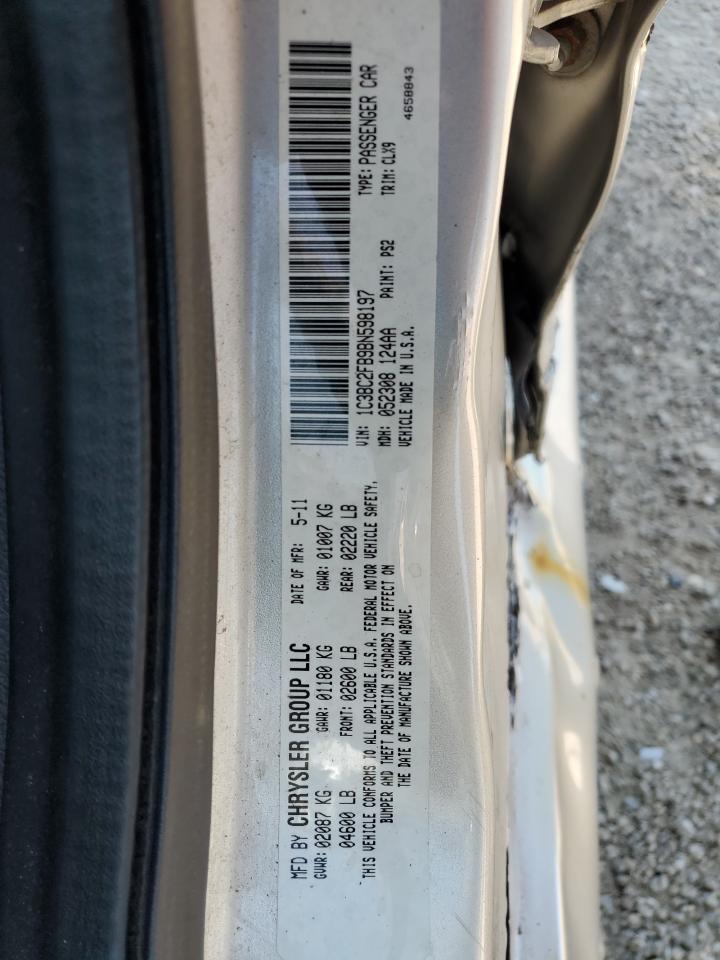 MFD BY CHRYSLER GROUP LLC DATE OF MFR: 5-11
GVWR: 02087 KG GAWR: 01180 KG GAWR: 01007 KG
04600 LB FRONT: 02600 LB REAR: 02220 LB
THIS VEHICLE CONFORMS TO ALL APPLICABLE U.S.A. FEDERAL MOTOR VEHICLE SAFETY,
BUMPER AND THEFT PREVENTION STANDARDS IN EFFECT ON
THE DATE OF MANUFACTURE SHOWN ABOVE.
VIN: 1C3BC2FB9BN598197 TYPE: PASSENGER CAR
MDH: 052308 124AA PAINT: PS2 TRIM: CLX9
VEHICLE MADE IN U.S.A. 4658843